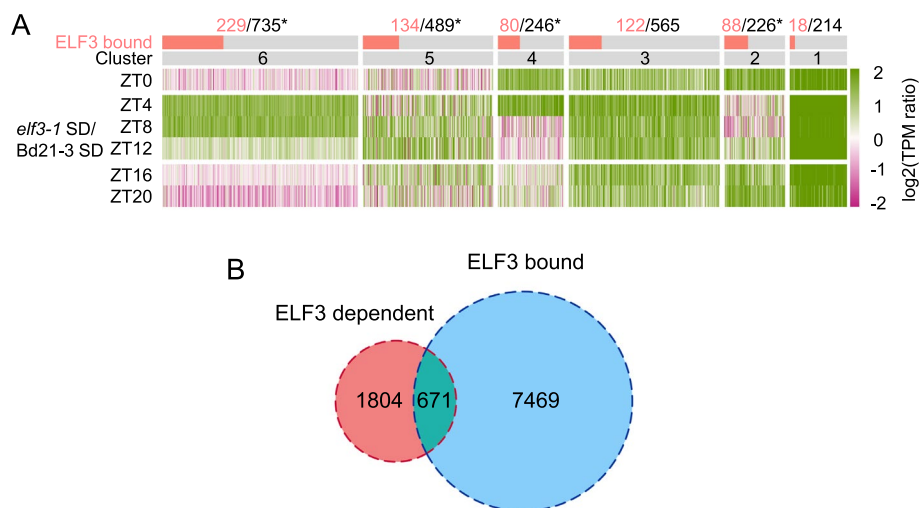 A
229/735* 134/489* 80/246* 122/565 88/226* 18/214
ELF3 bound
Cluster 6 5 4 3 2 1
ZT0
ZT4
ZT8
ZT12
ZT16
ZT20
elf3-1 SD/
Bd21-3 SD
2
1
0
-1
-2
log2(TPM ratio)
B
ELF3 bound
ELF3 dependent
1804 671 7469